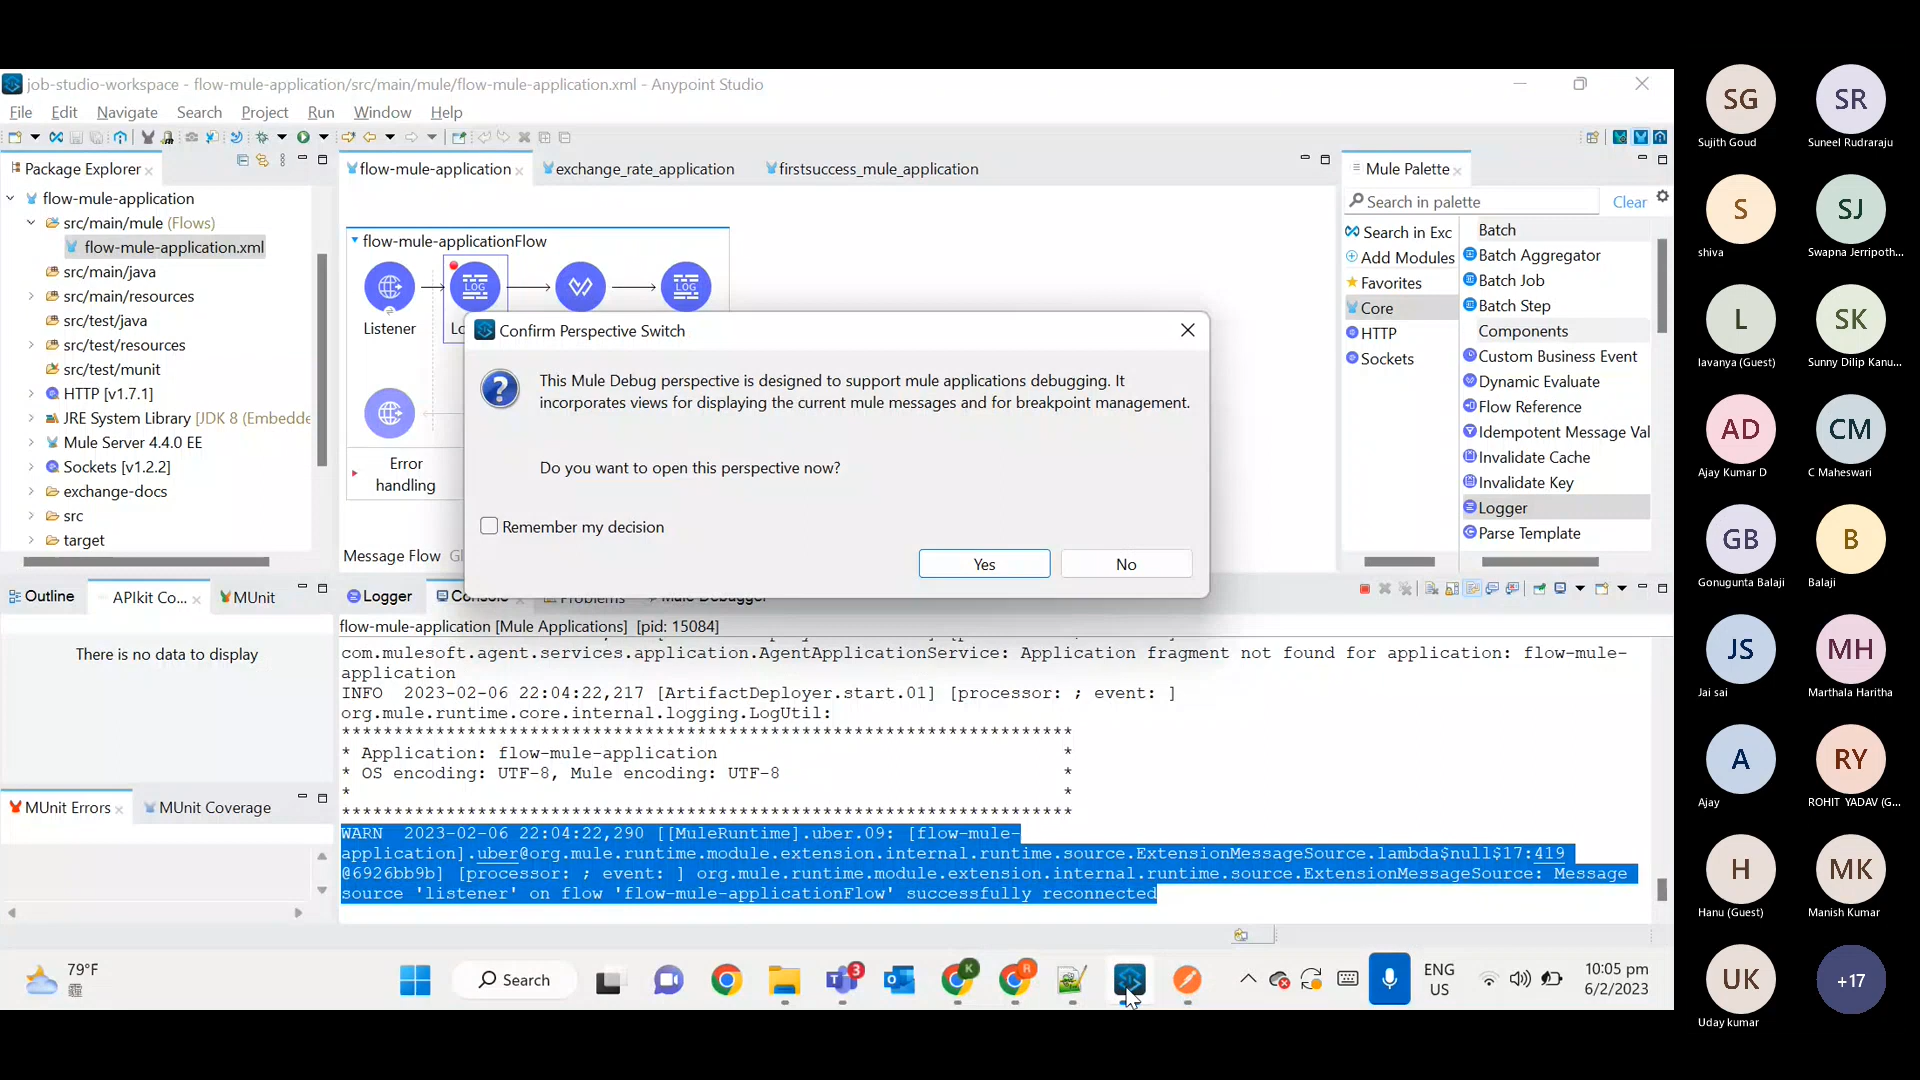 job-studio-workspace - flow-mule-application/src/main/mule/flow-mule-application.xml - Anypoint Studio
File Edit Navigate Search Project Run Window Help
Package Explorer
flow-mule-application
src/main/mule (Flows)
flow-mule-application.xml
src/main/java
src/main/resources
src/test/java
src/test/resources
src/test/munit
HTTP [v1.7.1]
JRE System Library [JDK 8 (Embedde
Mule Server 4.4.0 EE
Sockets [v1.2.2]
exchange-docs
src
target
flow-mule-application exchange_rate_application firstsuccess_mule_application
flow-mule-applicationFlow
LOG
LOG
Listener
Lo
Error
handling
Message Flow Gl
Confirm Perspective Switch
This Mule Debug perspective is designed to support mule applications debugging. It
incorporates views for displaying the current mule messages and for breakpoint management.
Do you want to open this perspective now?
Remember my decision
Yes No
Mule Palette
Search in palette Clear
Search in Exc
Add Modules
Favorites
Core
HTTP
Sockets
Batch
Batch Aggregator
Batch Job
Batch Step
Components
Custom Business Event
Dynamic Evaluate
Flow Reference
Idempotent Message Val
Invalidate Cache
Invalidate Key
Logger
Parse Template
Outline APIkit Co... MUnit
There is no data to display
MUnit Errors MUnit Coverage
Logger Console Problems Mule Debugger
flow-mule-application [Mule Applications] [pid: 15084]
com.mulesoft.agent.services.application.AgentApplicationService: Application fragment not found for application: flow-mule-
application
INFO 2023-02-06 22:04:22,217 [ArtifactDeployer.start.01] [processor: ; event: ]
org.mule.runtime.core.internal.logging.LogUtil:
**********************************************************************
* Application: flow-mule-application *
* OS encoding: UTF-8, Mule encoding: UTF-8 *
* *
**********************************************************************
WARN 2023-02-06 22:04:22,290 [[MuleRuntime].uber.09: [flow-mule-
application].uber@org.mule.runtime.module.extension.internal.runtime.source.ExtensionMessageSource.lambda$null$17:419
@6926bb9b] [processor: ; event: ] org.mule.runtime.module.extension.internal.runtime.source.ExtensionMessageSource: Message
source 'listener' on flow 'flow-mule-applicationFlow' successfully reconnected
79°F
Search
3
K
R
ENG
US
10:05 pm
6/2/2023
SG SR
Sujith Goud Suneel Rudraraju
S SJ
shiva Swapna Jerripoth...
L SK
lavanya (Guest) Sunny Dilip Kanu...
AD CM
Ajay Kumar D C Maheswari
GB B
Gonugunta Balaji Balaji
JS MH
Jai sai Marthala Haritha
A RY
Ajay ROHIT YADAV (G...
H MK
Hanu (Guest) Manish Kumar
UK +17
Uday kumar